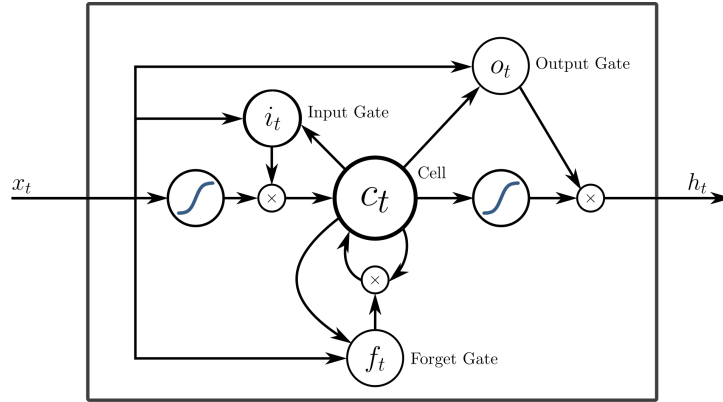 o_t Output Gate
i_t Input Gate
x_t
×
c_t Cell
×
h_t
×
f_t Forget Gate